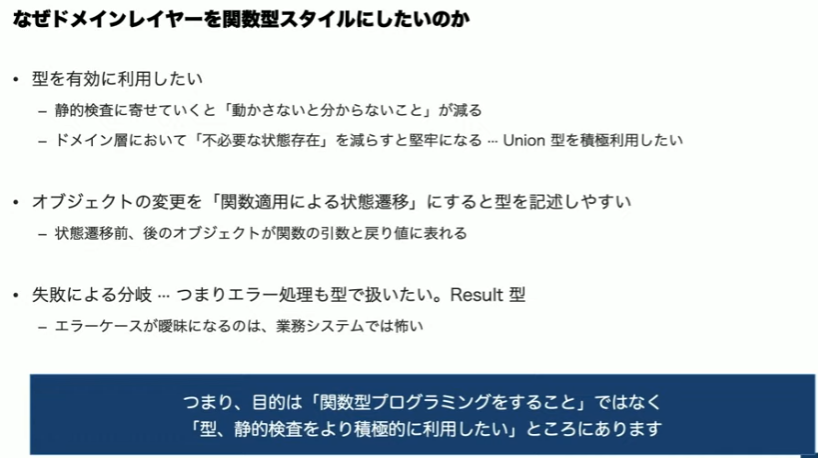 なぜドメインレイヤーを関数型スタイルにしたいのか
• 型を有効に利用したい
– 静的検査に寄せていくと「動かさないと分からないこと」が減る
– ドメイン層において「不必要な状態存在」を減らすと堅牢になる … Union 型を積極利用したい
• オブジェクトの変更を「関数適用による状態遷移」にすると型を記述しやすい
– 状態遷移前、後のオブジェクトが関数の引数と戻り値に表れる
• 失敗による分岐 … つまりエラー処理も型で扱いたい。Result 型
– エラーケースが曖昧になるのは、業務システムでは怖い
つまり、目的は「関数型プログラミングをすること」ではなく
「型、静的検査をより積極的に利用したい」ところにあります